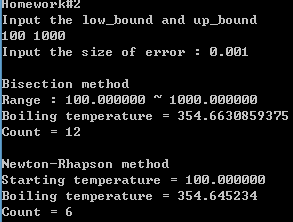 Homework#2
Input the low_bound and up_bound
100 1000
Input the size of error : 0.001
Bisection method
Range : 100.000000 ~ 1000.000000
Boiling temperature = 354.6630859375
Count = 12
Newton-Rhapson method
Starting temperature = 100.000000
Boiling temperature = 354.645234
Count = 6